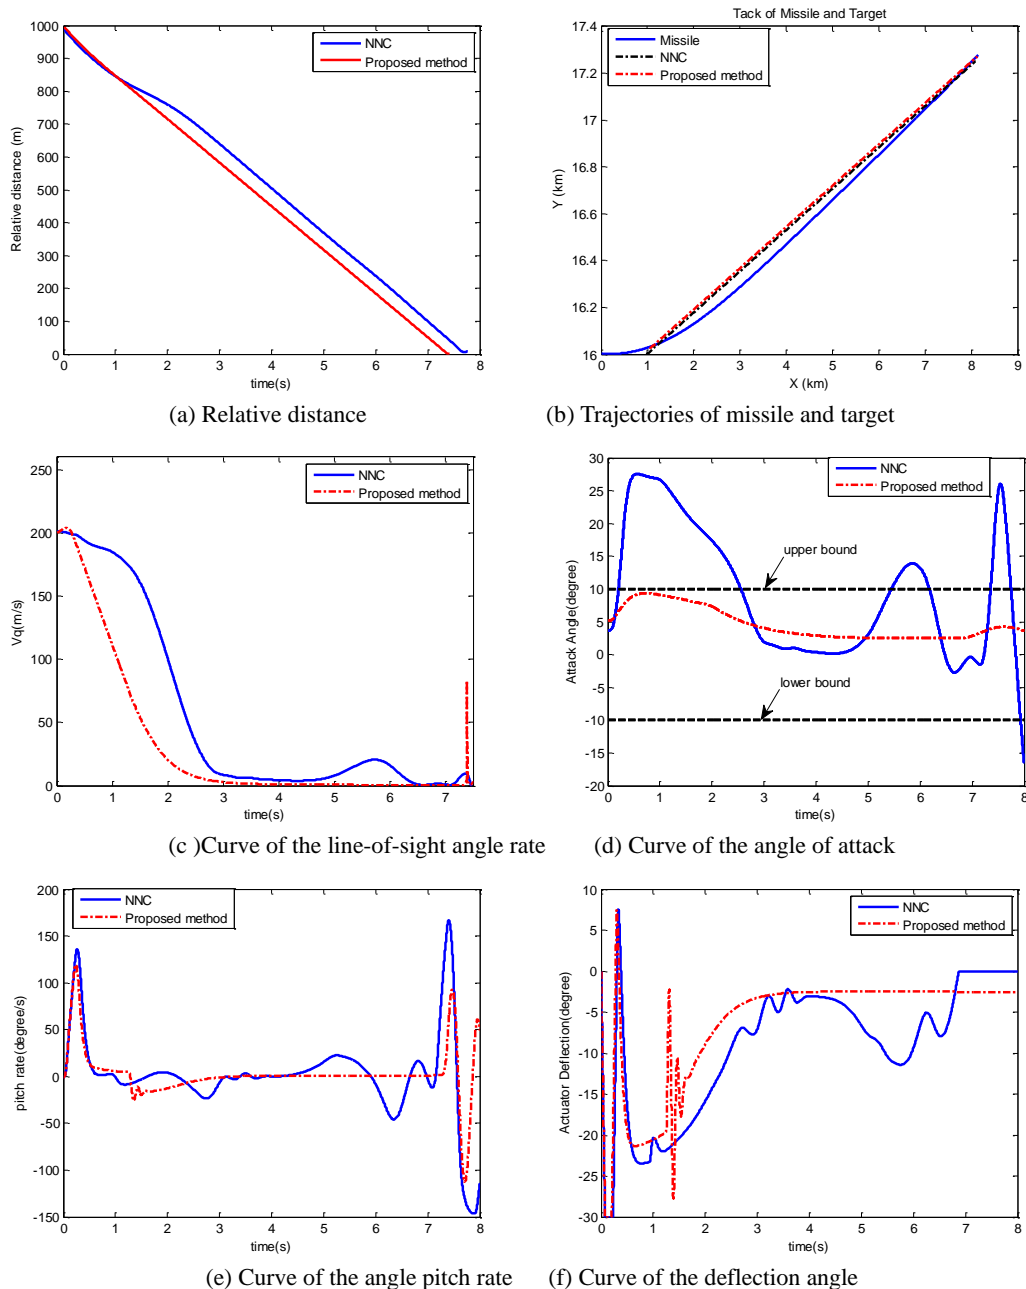 1000
900
800
700
600
500
400
300
200
100
0
Relative distance (m)
NNC
Proposed method
0 1 2 3 4 5 6 7 8
time(s)
(a) Relative distance
Tack of Missile and Target
17.4
17.2
17
16.8
16.6
16.4
16.2
16
Y (km)
Missile
NNC
Proposed method
0 1 2 3 4 5 6 7 8 9
X (km)
(b) Trajectories of missile and target
250
200
150
100
50
0
Vq(m/s)
NNC
Proposed method
0 1 2 3 4 5 6 7
time(s)
(c )Curve of the line-of-sight angle rate
30
25
20
15
10
5
0
-5
-10
-15
-20
Attack Angle(degree)
NNC
Proposed method
upper bound
lower bound
0 1 2 3 4 5 6 7 8
time(s)
(d) Curve of the angle of attack
200
150
100
50
0
-50
-100
-150
pitch rate(degree/s)
NNC
Proposed method
0 1 2 3 4 5 6 7 8
time(s)
(e) Curve of the angle pitch rate
10
5
0
-5
-10
-15
-20
-25
-30
Actuator Deflection(degree)
NNC
Proposed method
0 1 2 3 4 5 6 7 8
time(s)
(f) Curve of the deflection angle